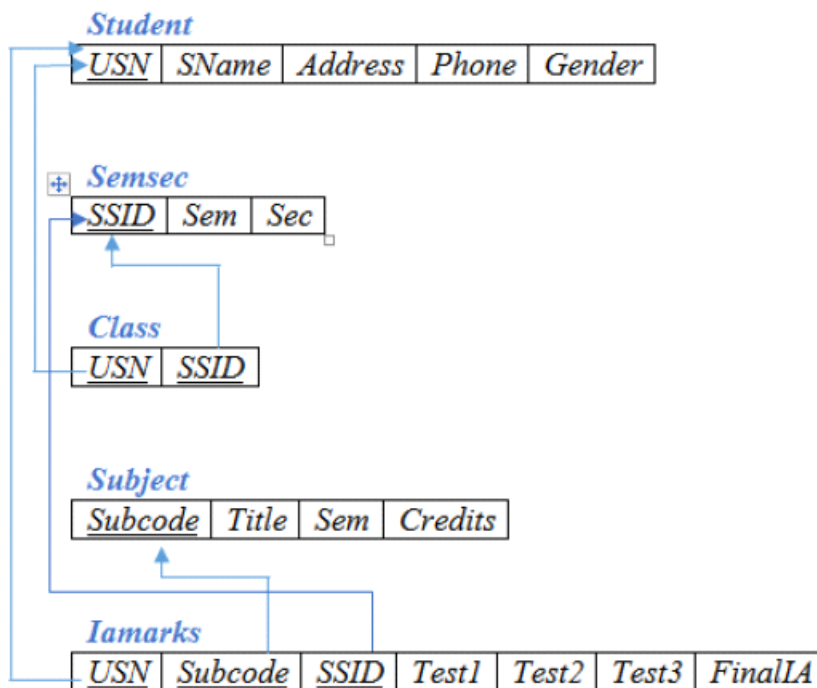 Student
USN SName Address Phone Gender
Semsec
SSID Sem Sec
Class
USN SSID
Subject
Subcode Title Sem Credits
Iamarks
USN Subcode SSID Test1 Test2 Test3 FinalIA